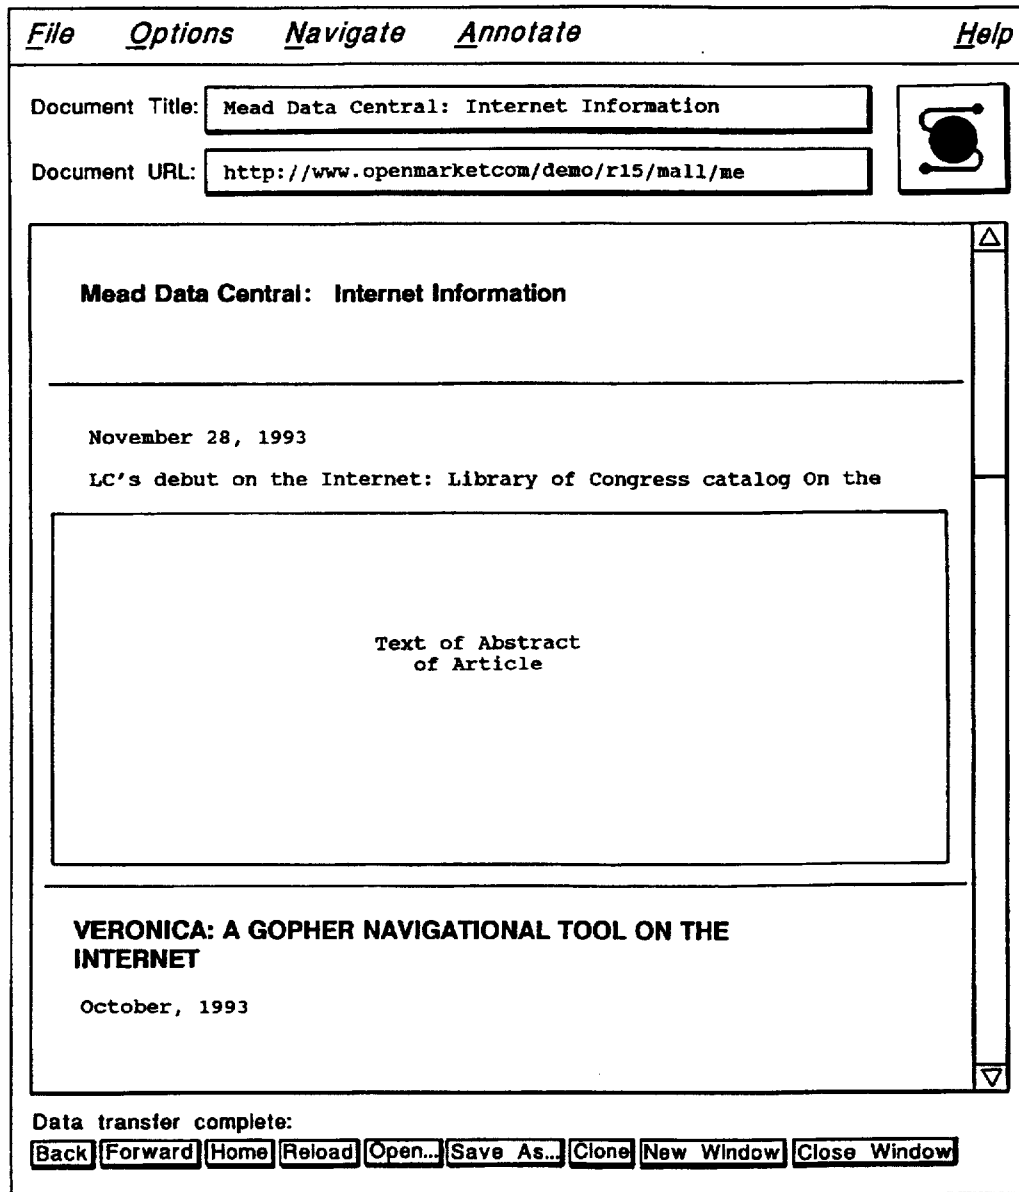 File Options Navigate Annotate Help
Document Title: Mead Data Central: Internet Information
Document URL: http://www.openmarketcom/demo/r15/mall/me
Mead Data Central: Internet Information
November 28, 1993
LC's debut on the Internet: Library of Congress catalog On the
Text of Abstract
of Article
VERONICA: A GOPHER NAVIGATIONAL TOOL ON THE
INTERNET
October, 1993
Data transfer complete:
Back Forward Home Reload Open... Save As... Clone New Window Close Window